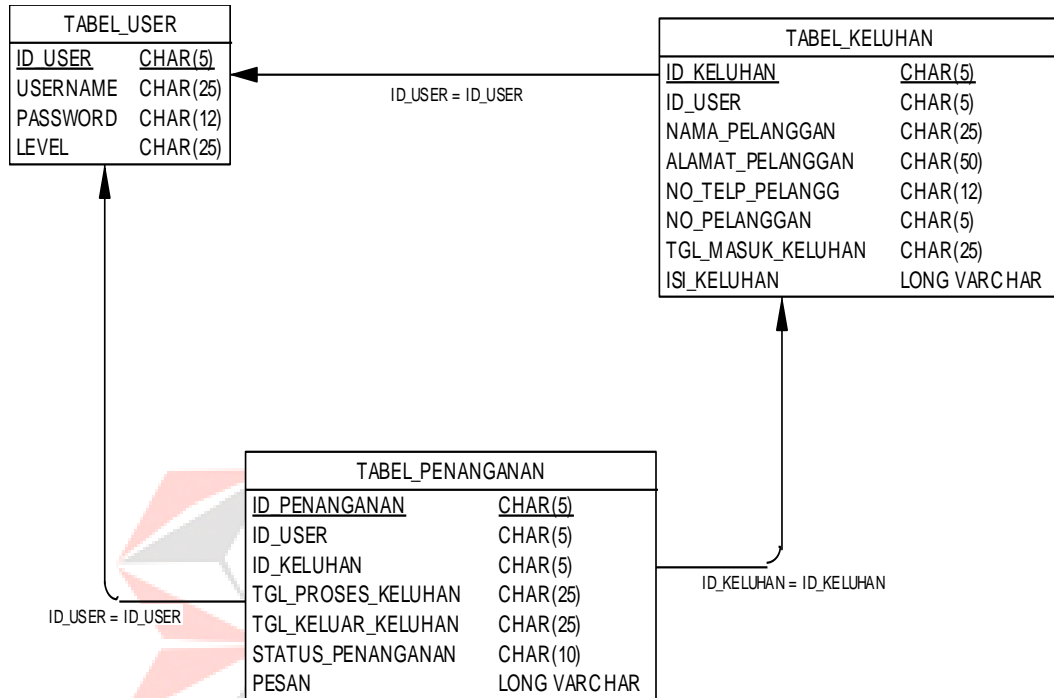 TABEL_USER
ID_USER CHAR(5)
USERNAME CHAR(25)
PASSWORD CHAR(12)
LEVEL CHAR(25)
ID_USER = ID_USER
TABEL_KELUHAN
ID_KELUHAN CHAR(5)
ID_USER CHAR(5)
NAMA_PELANGGAN CHAR(25)
ALAMAT_PELANGGAN CHAR(50)
NO_TELP_PELANGG CHAR(12)
NO_PELANGGAN CHAR(5)
TGL_MASUK_KELUHAN CHAR(25)
ISI_KELUHAN LONG VARCHAR
TABEL_PENANGANAN
ID_PENANGANAN CHAR(5)
ID_USER CHAR(5)
ID_KELUHAN CHAR(5)
TGL_PROSES_KELUHAN CHAR(25)
TGL_KELUAR_KELUHAN CHAR(25)
STATUS_PENANGANAN CHAR(10)
PESAN LONG VARCHAR
ID_USER = ID_USER
ID_KELUHAN = ID_KELUHAN